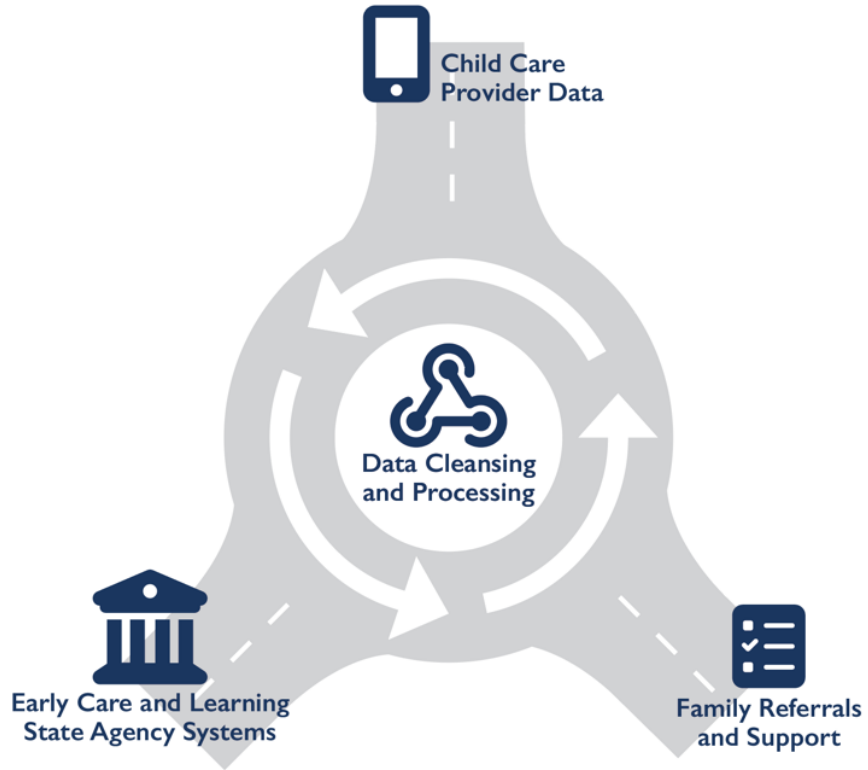 Child Care
Provider Data
Data Cleansing
and Processing
Early Care and Learning
State Agency Systems
Family Referrals
and Support